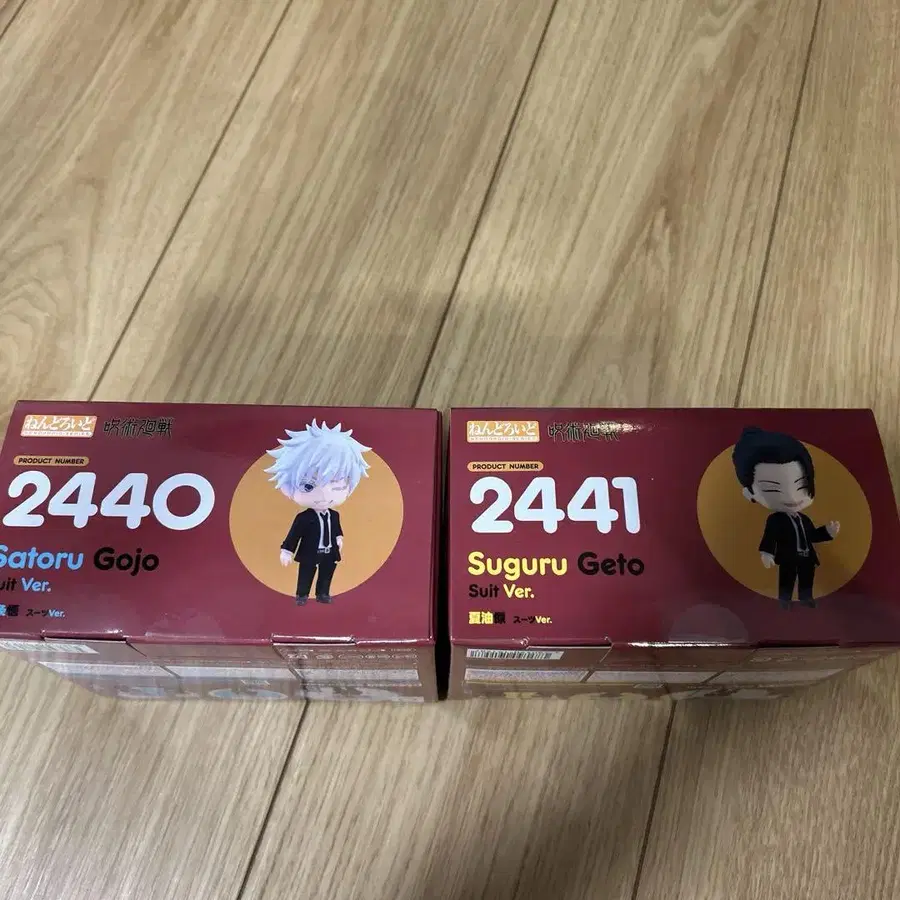 ねんどろいど
呪術廻戦
PRODUCT NUMBER
2440
Satoru Gojo
Suit Ver.
スーツVer.
ねんどろいど
呪術廻戦
PRODUCT NUMBER
2441
Suguru Geto
Suit Ver.
夏油傑 スーツVer.